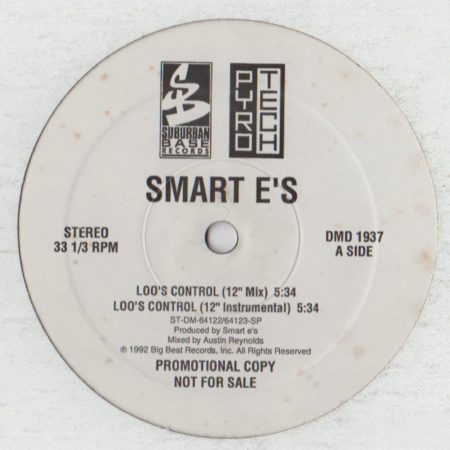 SUBURBAN
BASE
RECORDS
PYRO
TECH
SMART E'S
STEREO
33 1/3 RPM
DMD 1937
A SIDE
LOO'S CONTROL (12" Mix) 5:34
LOO'S CONTROL (12" Instrumental) 5:34
ST-DM-64122/64123-SP
Produced by Smart e's
Mixed by Austin Reynolds
℗ 1992 Big Beat Records, Inc. All Rights Reserved
PROMOTIONAL COPY
NOT FOR SALE